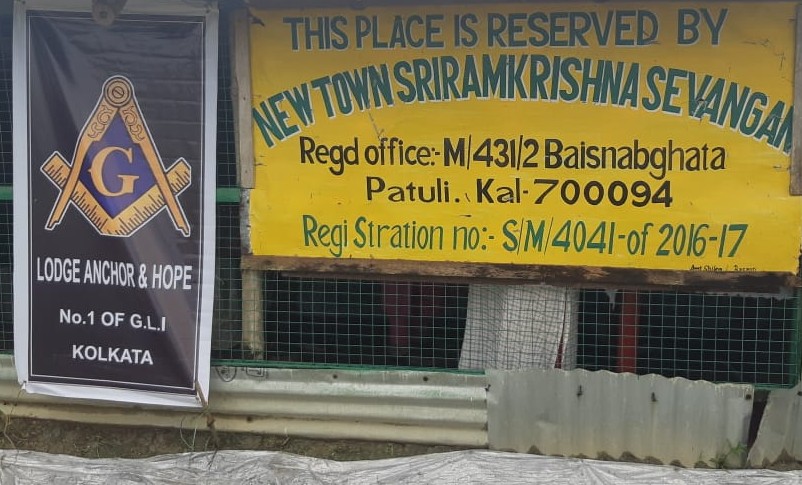 G
LODGE ANCHOR & HOPE
No.1 OF G.L.I
KOLKATA
THIS PLACE IS RESERVED BY
NEW TOWN SRIRAMKRISHNA SEVANGAN
Regd office:- M/431/2 Baisnabghata
Patuli. Kal-700094
Regi Stration no:- S/M/4041-of 2016-17